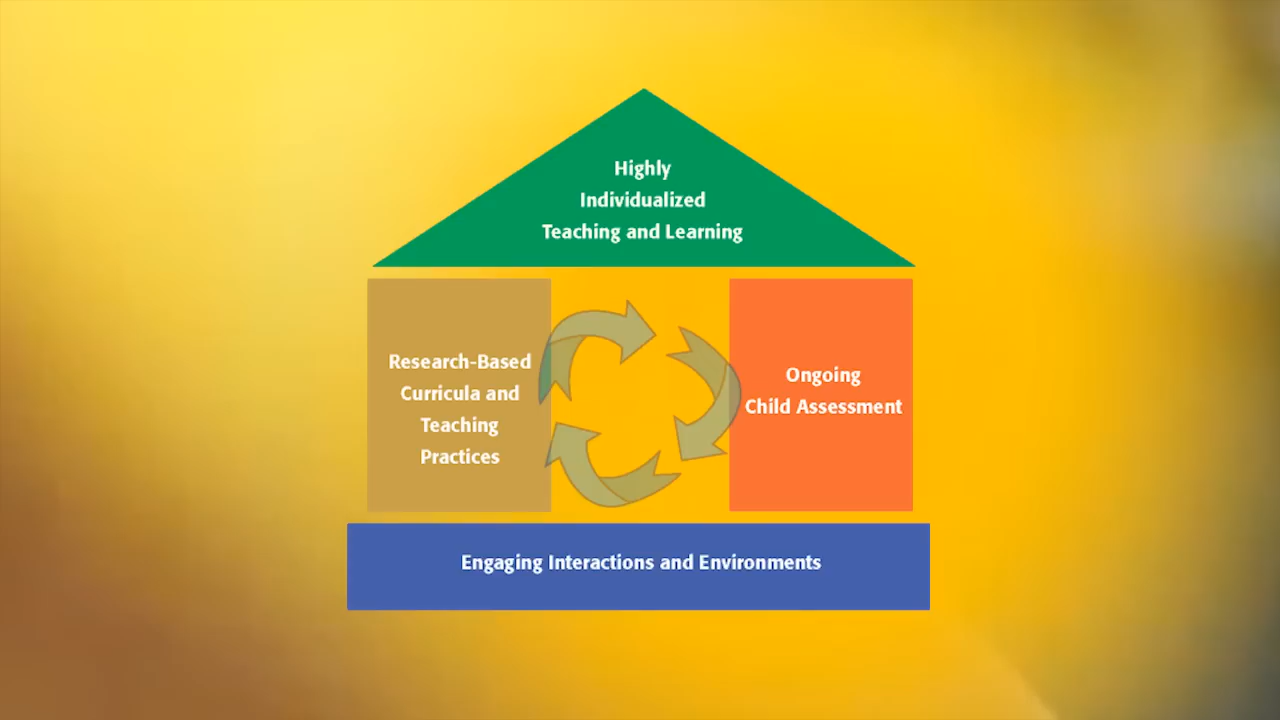 Highly
Individualized
Teaching and Learning
Research-Based
Curricula and
Teaching
Practices
Ongoing
Child Assessment
Engaging Interactions and Environments